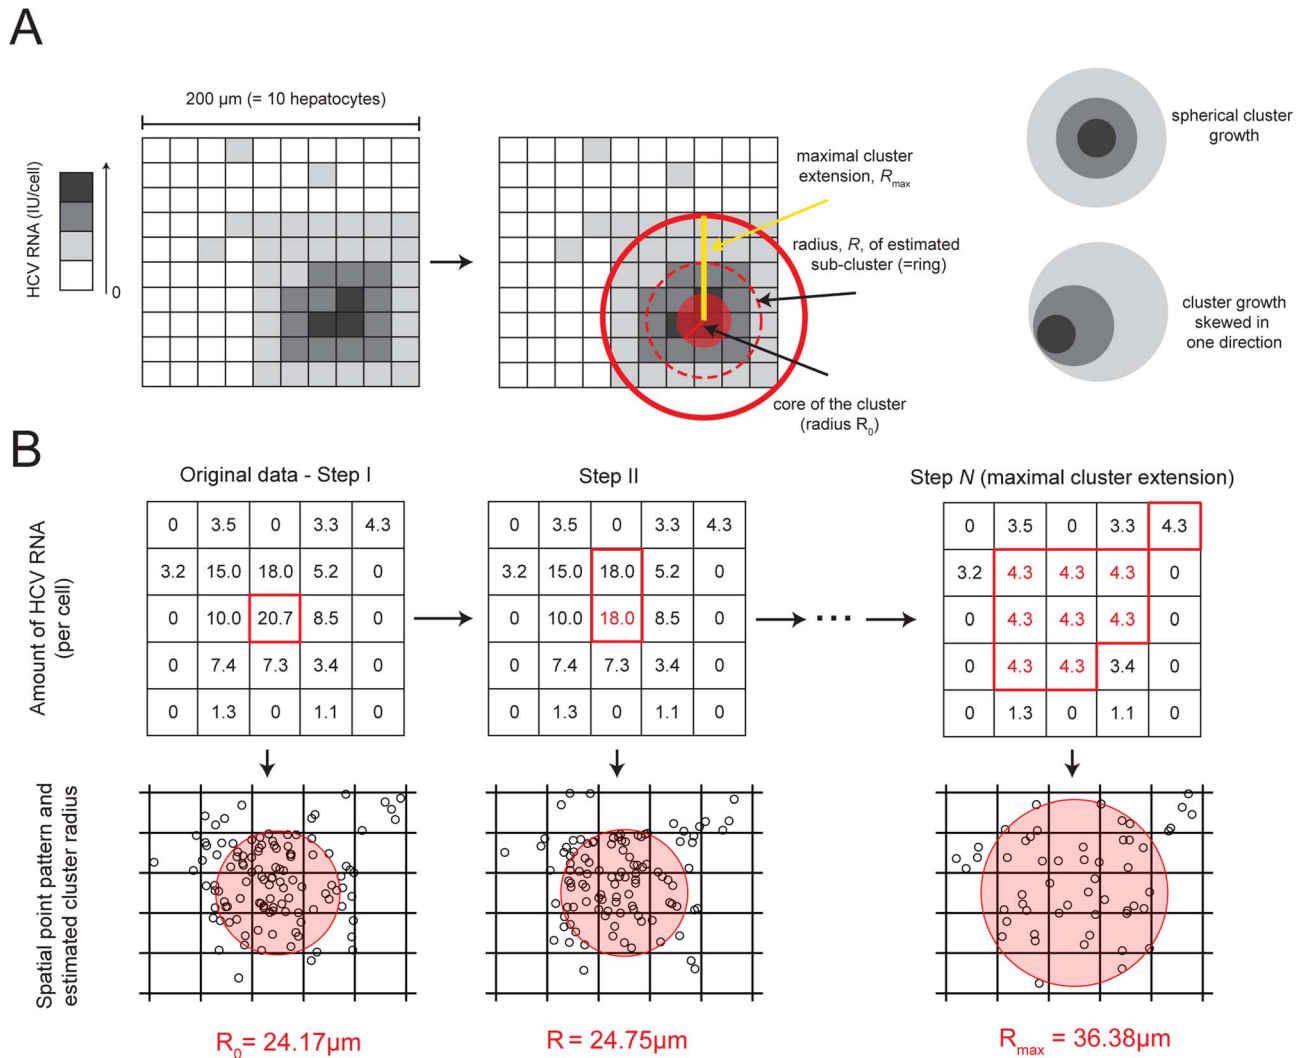 A
200 µm (= 10 hepatocytes)
HCV RNA (IU/cell)
0
maximal cluster
extension, Rmax
radius, R, of estimated
sub-cluster (=ring)
core of the cluster
(radius R0)
spherical cluster
growth
cluster growth
skewed in
one direction
B
Original data - Step I
Step II
Step N (maximal cluster extension)
Amount of HCV RNA
(per cell)
0 3.5 0 3.3 4.3
3.2 15.0 18.0 5.2 0
0 10.0 20.7 8.5 0
0 7.4 7.3 3.4 0
0 1.3 0 1.1 0
0 3.5 0 3.3 4.3
3.2 15.0 18.0 5.2 0
0 10.0 18.0 8.5 0
0 7.4 7.3 3.4 0
0 1.3 0 1.1 0
...
0 3.5 0 3.3 4.3
3.2 4.3 4.3 4.3 0
0 4.3 4.3 4.3 0
0 4.3 4.3 3.4 0
0 1.3 0 1.1 0
Spatial point pattern and
estimated cluster radius
R0= 24.17µm
R = 24.75µm
Rmax = 36.38µm